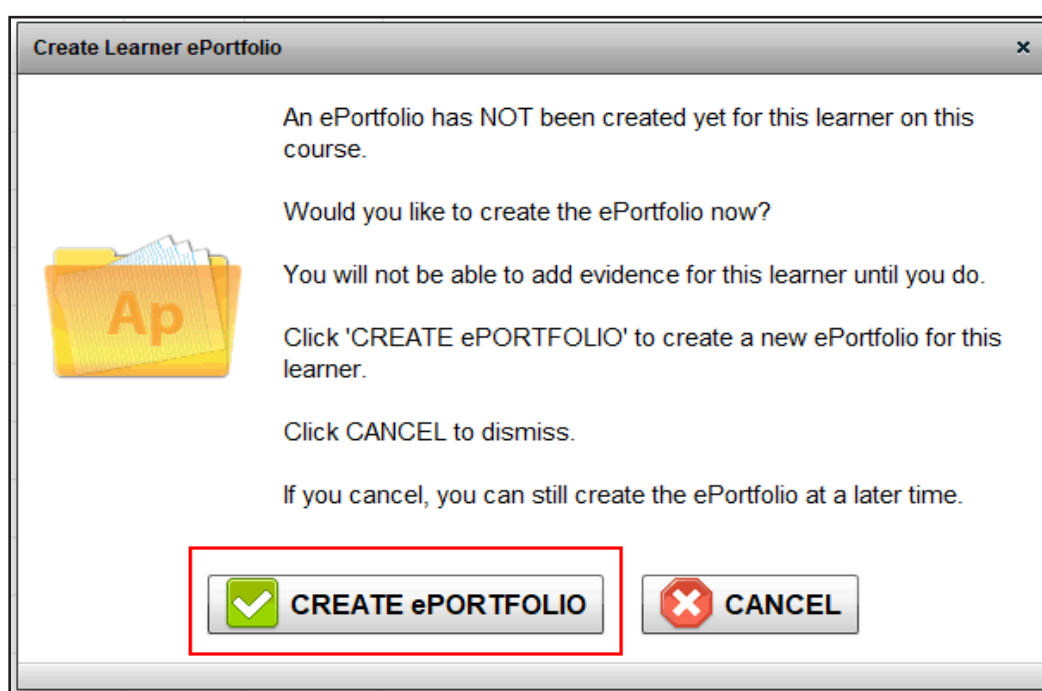 Create Learner ePortfolio
An ePortfolio has NOT been created yet for this learner on this
course.
Would you like to create the ePortfolio now?
You will not be able to add evidence for this learner until you do.
Click 'CREATE ePORTFOLIO' to create a new ePortfolio for this
learner.
Click CANCEL to dismiss.
If you cancel, you can still create the ePortfolio at a later time.
Ap
CREATE ePORTFOLIO
CANCEL